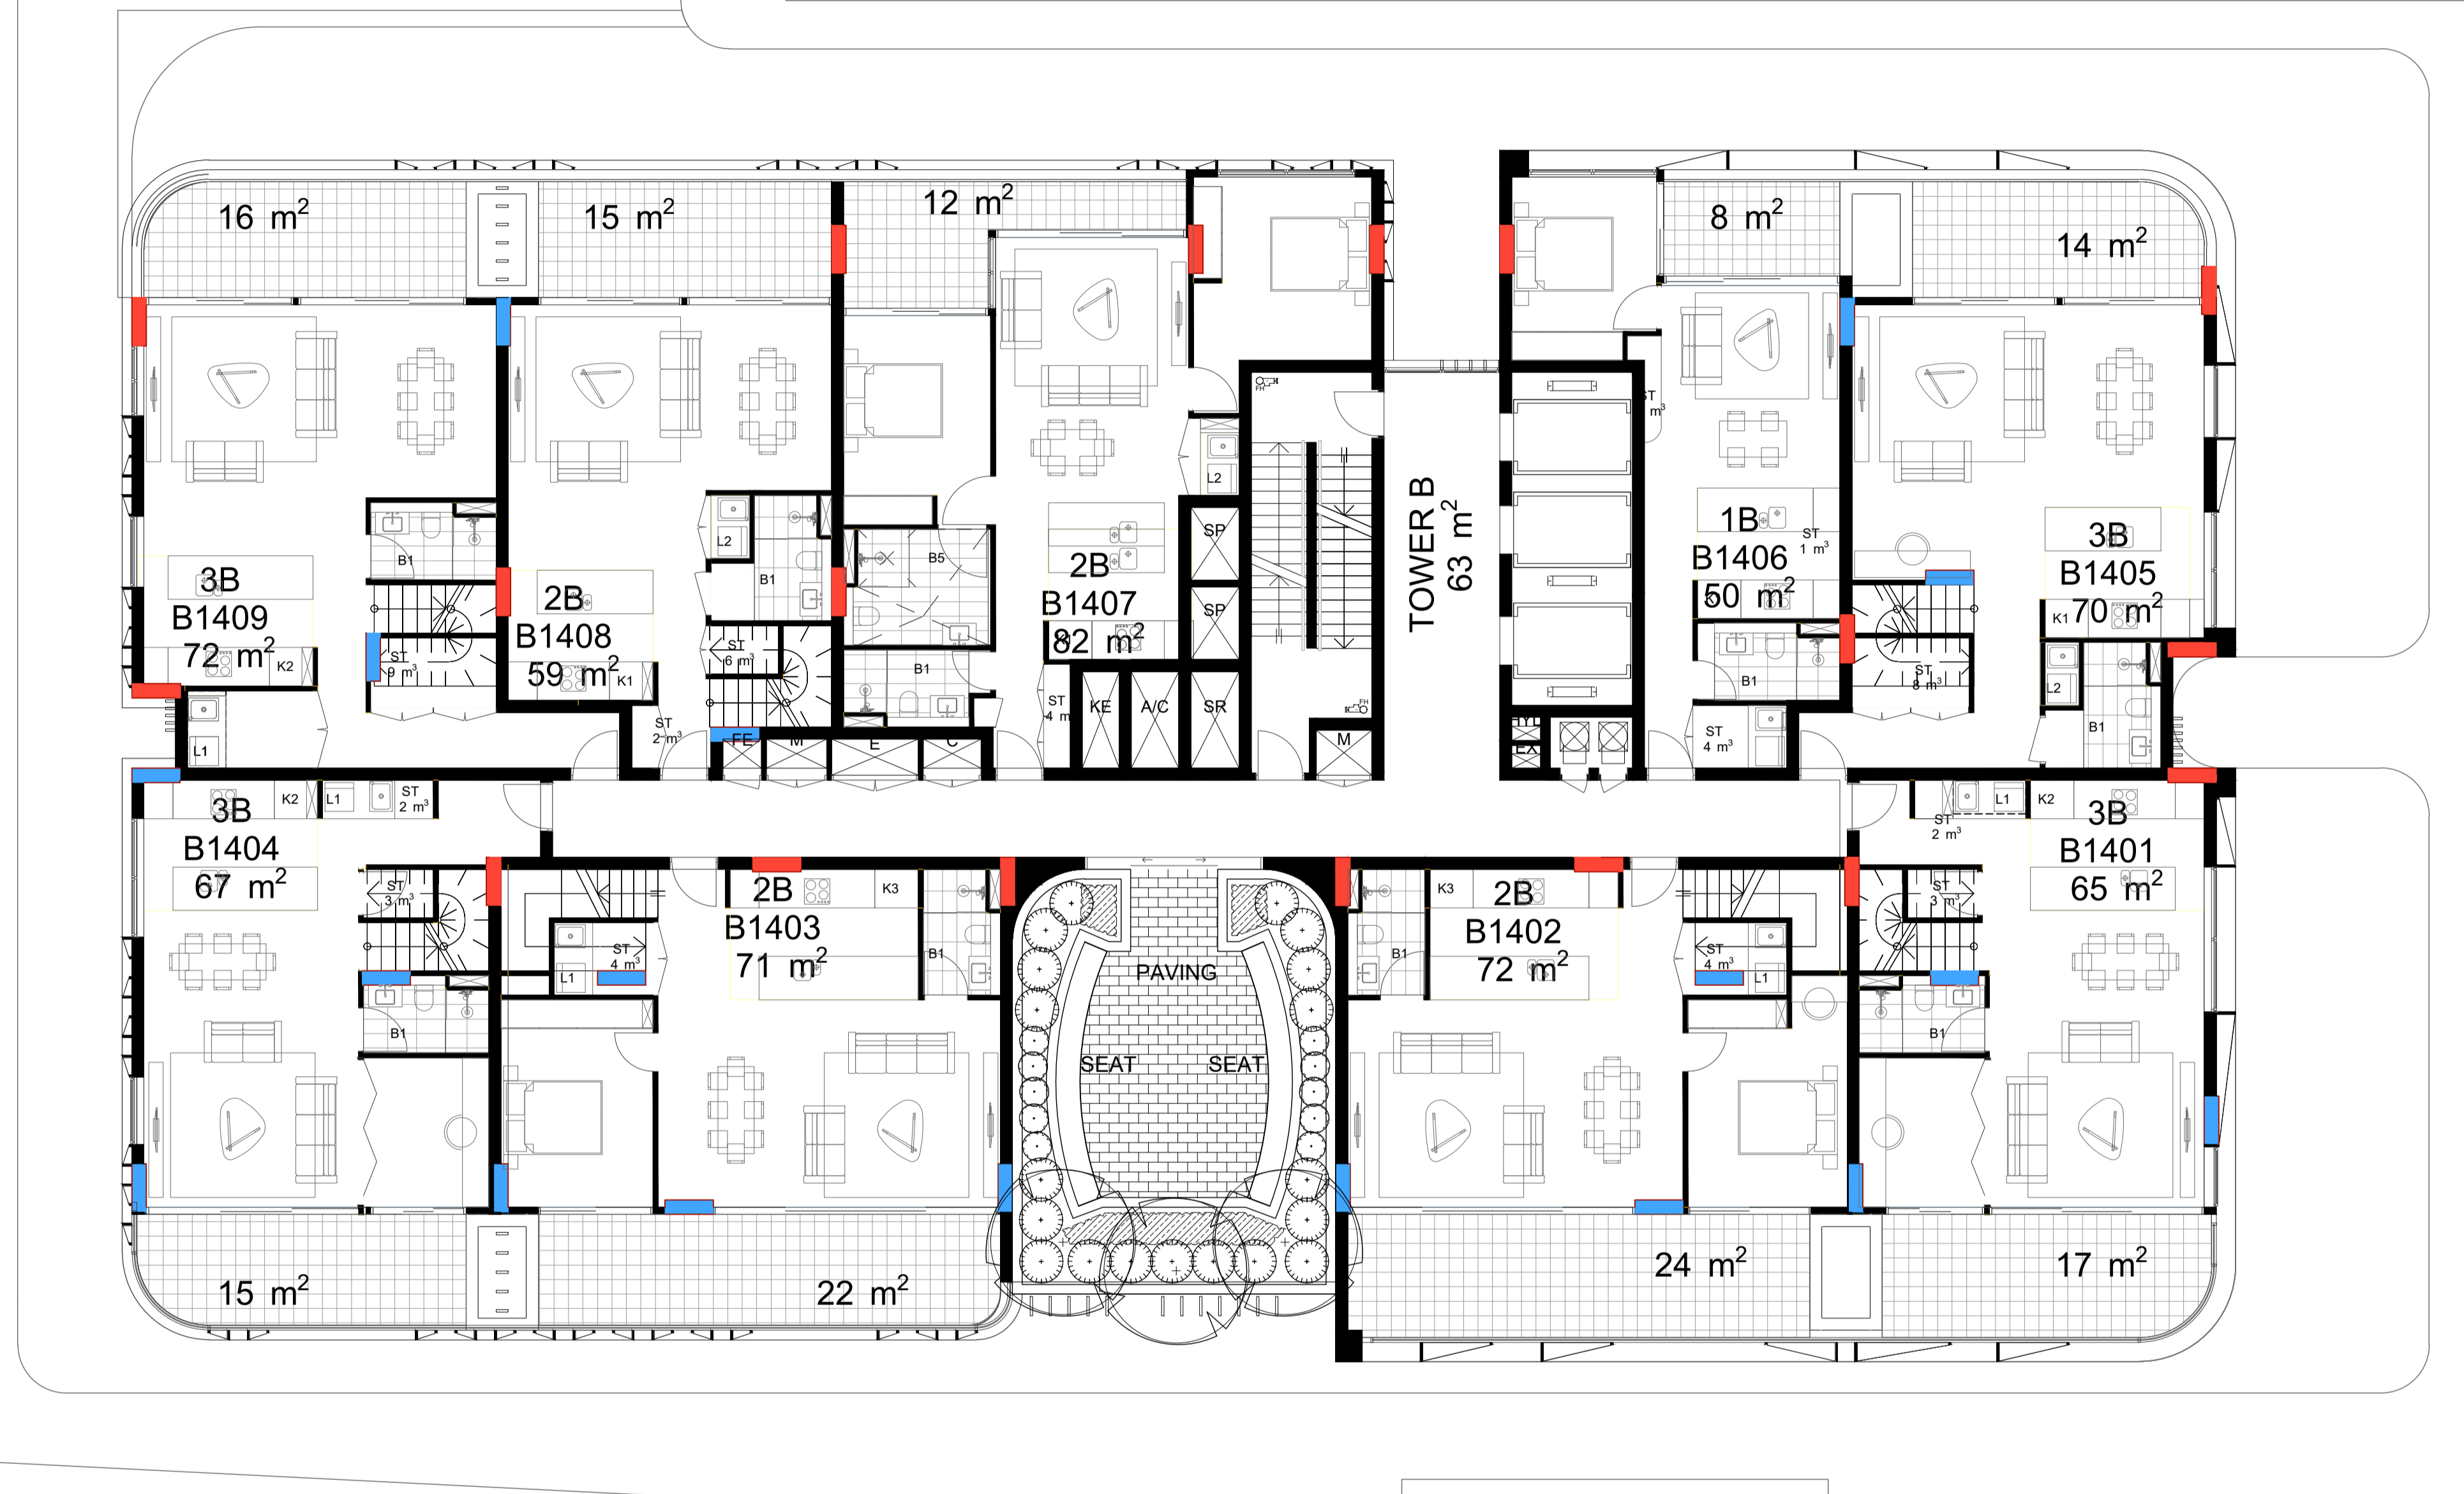 16 m²
15 m²
12 m²
8 m²
14 m²
FH
L2
ST
m³
TOWER B
63 m²
SP
SP
L2
B1
B5
B1
3B
B1409
72 m²
K2
ST
9 m³
L1
2B
B1408
59 m²
K1
ST
6 m³
ST
2 m³
2B
B1407
82 m²
B1
ST
4 m
KE
A/C
SR
FE
M
E
C
M
FH
1B
B1406
50 m²
ST
1 m³
B1
ST
4 m³
EX
3B
B1405
70 m²
K1
ST
8 m³
L2
B1
3B
B1404
67 m²
K2
L1
ST
2 m³
ST
3 m³
B1
ST
4 m³
L1
2B
B1403
71 m²
K3
B1
PAVING
SEAT
SEAT
K3
B1
2B
B1402
72 m²
ST
4 m³
L1
ST
2 m³
L1
K2
3B
B1401
65 m²
ST
3 m³
B1
15 m²
22 m²
24 m²
17 m²